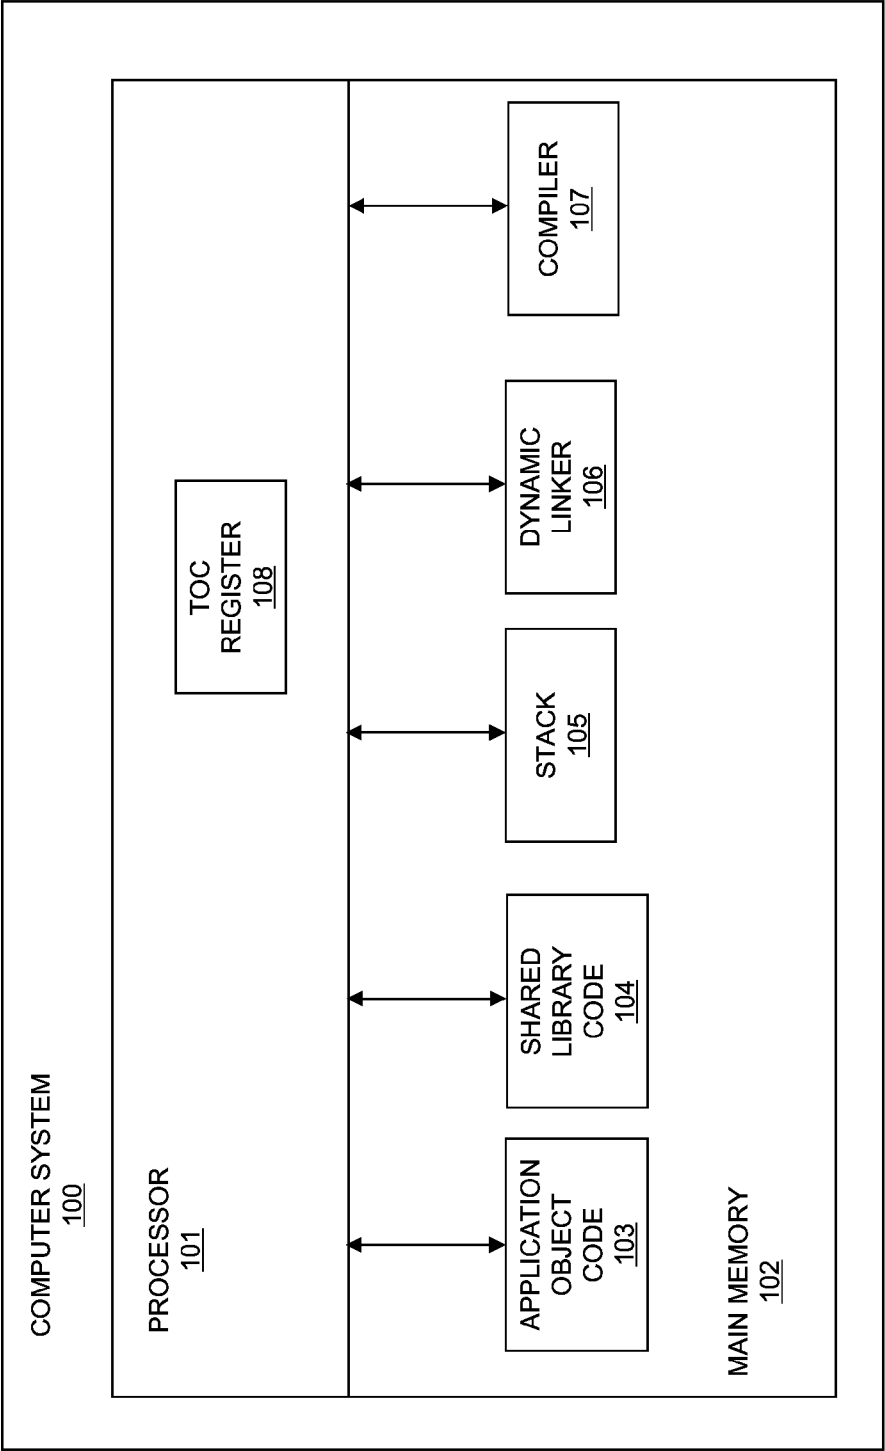 COMPUTER SYSTEM
100
PROCESSOR
101
TOC
REGISTER
108
APPLICATION
OBJECT
CODE
103
SHARED
LIBRARY
CODE
104
STACK
105
DYNAMIC
LINKER
106
COMPILER
107
MAIN MEMORY
102